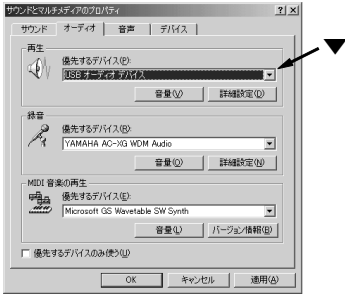 サウンドとマルチメディアのプロパティ
サウンド オーディオ 音声 デバイス
再生
優先するデバイス(P):
USB オーディオ デバイス
音量(V) 詳細設定(D)
録音
優先するデバイス(R):
YAMAHA AC-XG WDM Audio
音量(O) 詳細設定(N)
MIDI 音楽の再生
優先するデバイス(E):
Microsoft GS Wavetable SW Synth
音量(L) バージョン情報(B)
優先するデバイスのみ使う(U)
OK キャンセル 適用(A)